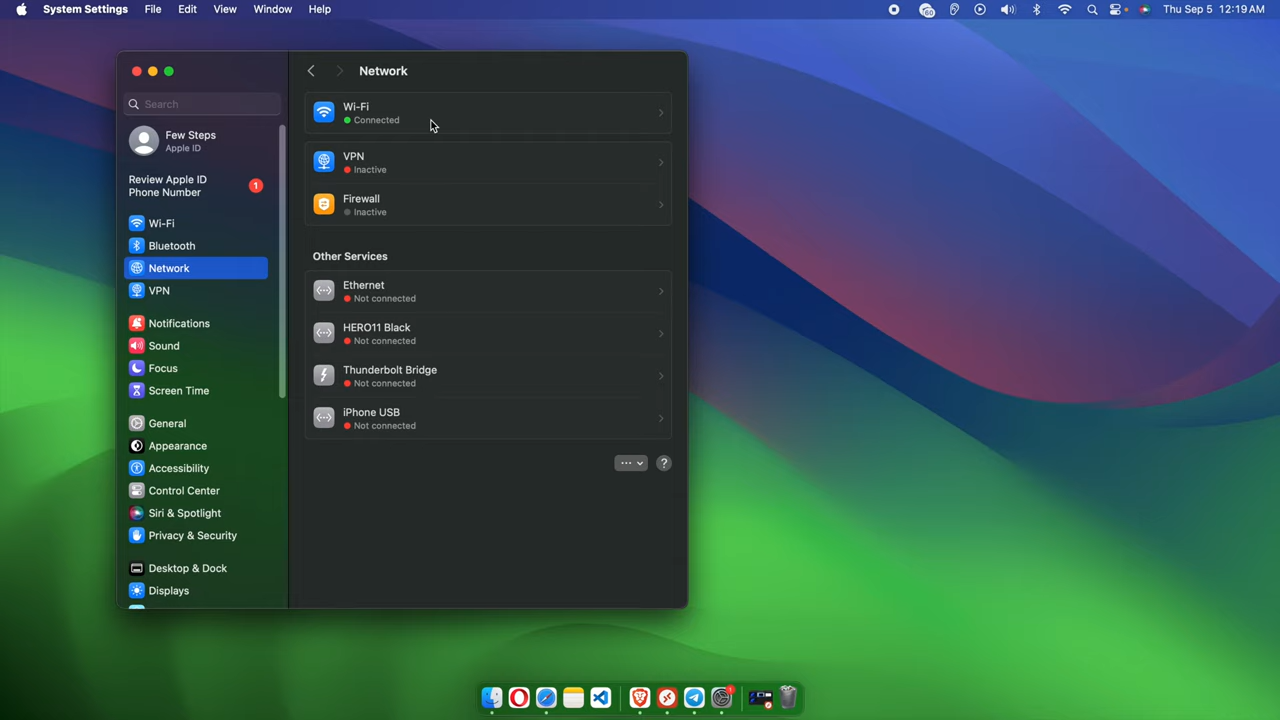 System Settings File Edit View Window Help 60 Thu Sep 5 12:19 AM
Network
Search
Few Steps
Apple ID
Review Apple ID
Phone Number
1
Wi-Fi
Bluetooth
Network
VPN
Notifications
Sound
Focus
Screen Time
General
Appearance
Accessibility
Control Center
Siri & Spotlight
Privacy & Security
Desktop & Dock
Displays
Wi-Fi
Connected
VPN
Inactive
Firewall
Inactive
Other Services
Ethernet
Not connected
HERO11 Black
Not connected
Thunderbolt Bridge
Not connected
iPhone USB
Not connected
?
1